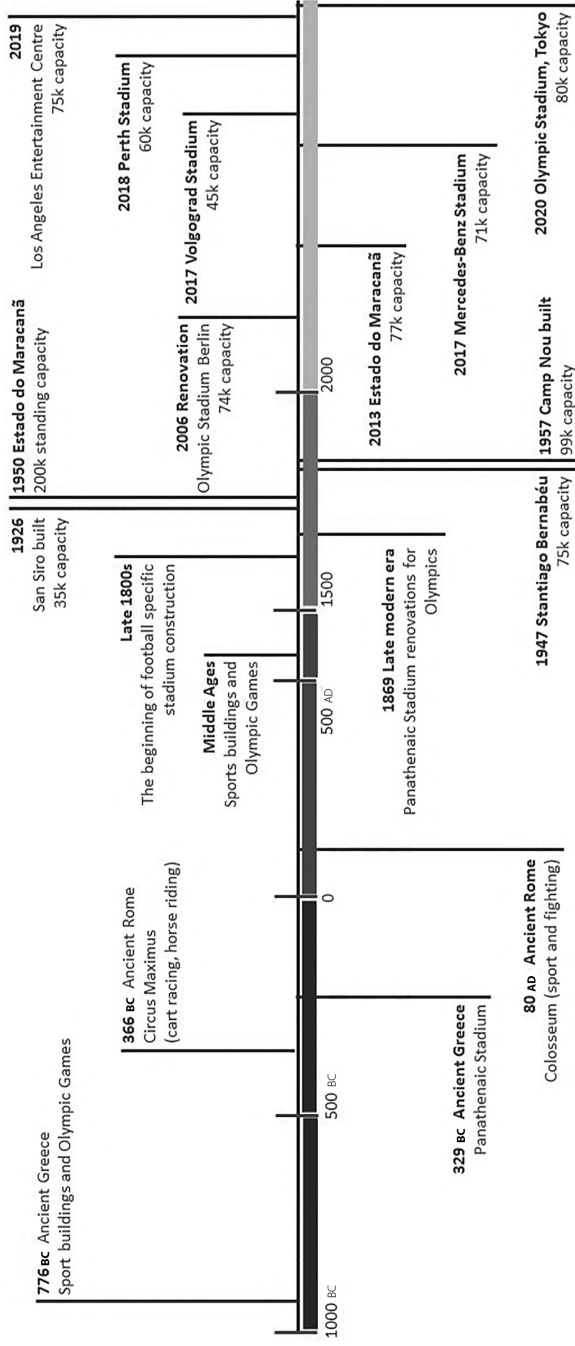 776 BC Ancient Greece
Sport buildings and Olympic Games
366 BC Ancient Rome
Circus Maximus
(cart racing, horse riding)
Middle Ages
Sports buildings and
Olympic Games
Late 1800s
The beginning of football specific
stadium construction
1926
San Siro built
35k capacity
1950 Estado do Maracanã
200k standing capacity
2006 Renovation
Olympic Stadium Berlin
74k capacity
2017 Volgograd Stadium
45k capacity
2018 Perth Stadium
60k capacity
2019
Los Angeles Entertainment Centre
75k capacity
1000 BC
500 BC
0
500 AD
1500
2000
329 BC Ancient Greece
Panathenaic Stadium
80 AD Ancient Rome
Colosseum (sport and fighting)
1869 Late modern era
Panathenaic Stadium renovations for
Olympics
1947 Stantiago Bernabéu
75k capacity
1957 Camp Nou built
99k capacity
2013 Estado do Maracanã
77k capacity
2017 Mercedes-Benz Stadium
71k capacity
2020 Olympic Stadium, Tokyo
80k capacity